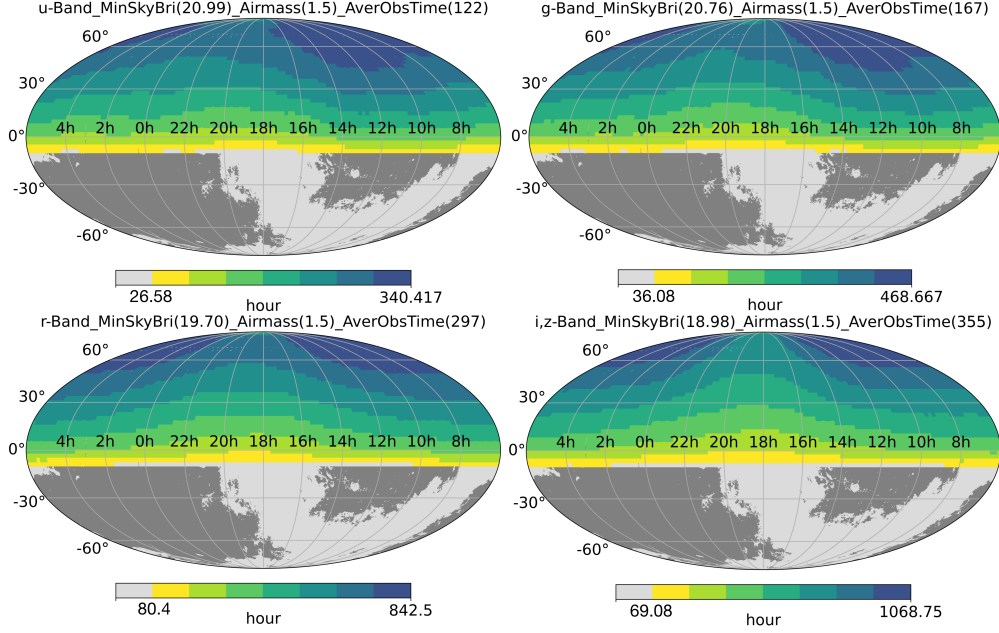 u-Band_MinSkyBri(20.99)_Airmass(1.5)_AverObsTime(122)
60°
30°
0°
4h 2h 0h 22h 20h 18h 16h 14h 12h 10h 8h
-30°
-60°
26.58 340.417
hour
g-Band_MinSkyBri(20.76)_Airmass(1.5)_AverObsTime(167)
60°
30°
0°
4h 2h 0h 22h 20h 18h 16h 14h 12h 10h 8h
-30°
-60°
36.08 468.667
hour
r-Band_MinSkyBri(19.70)_Airmass(1.5)_AverObsTime(297)
60°
30°
0°
4h 2h 0h 22h 20h 18h 16h 14h 12h 10h 8h
-30°
-60°
80.4 842.5
hour
i,z-Band_MinSkyBri(18.98)_Airmass(1.5)_AverObsTime(355)
60°
30°
0°
4h 2h 0h 22h 20h 18h 16h 14h 12h 10h 8h
-30°
-60°
69.08 1068.75
hour